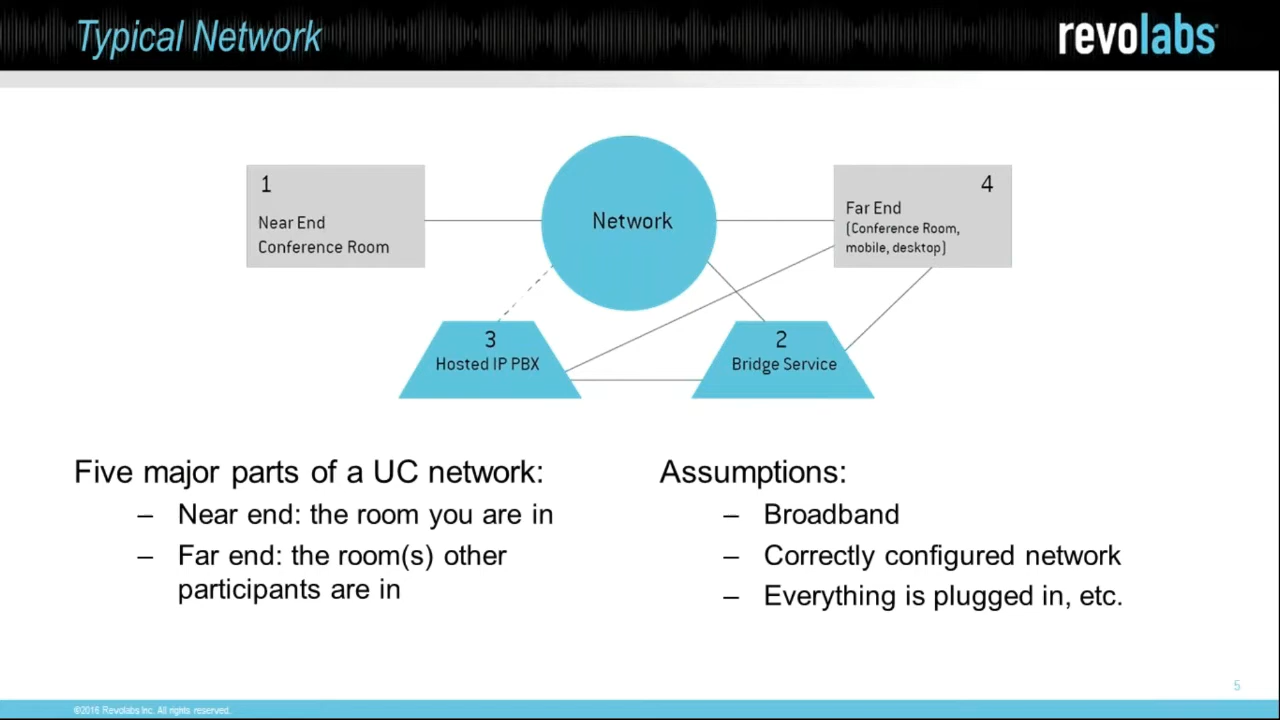 Typical Network
revolabs
1
Near End
Conference Room
Network
4
Far End
(Conference Room,
mobile, desktop)
3
Hosted IP PBX
2
Bridge Service
Five major parts of a UC network:
– Near end: the room you are in
– Far end: the room(s) other
participants are in
Assumptions:
– Broadband
– Correctly configured network
– Everything is plugged in, etc.
5
©2016 Revolabs Inc. All rights reserved.